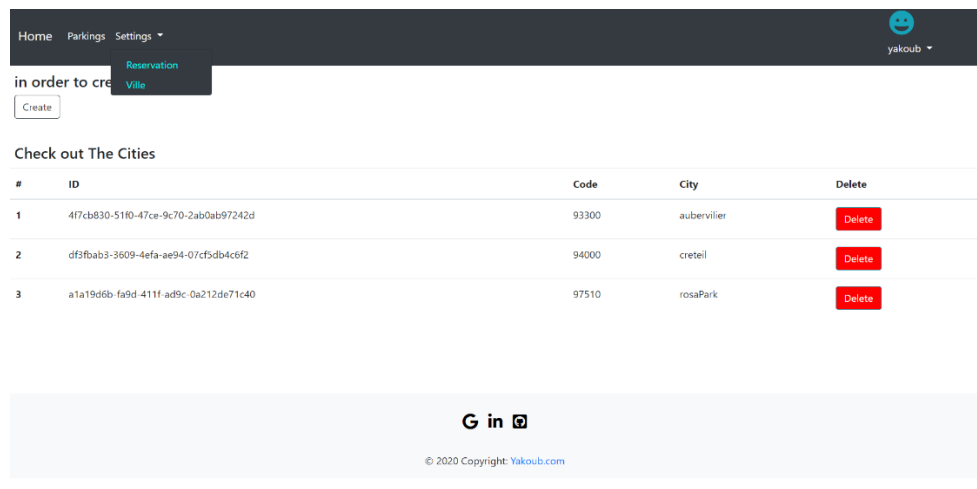 Home Parkings Settings
yakoub
Reservation
Ville
in order to cre
Create
Check out The Cities
# ID Code City Delete
1 4f7cb830-51f0-47ce-9c70-2ab0ab97242d 93300 aubervilier Delete
2 df3fbab3-3609-4efa-ae94-07cf5db4c6f2 94000 creteil Delete
3 a1a19d6b-fa9d-411f-ad9c-0a212de71c40 97510 rosaPark Delete
G in
© 2020 Copyright: Yakoub.com